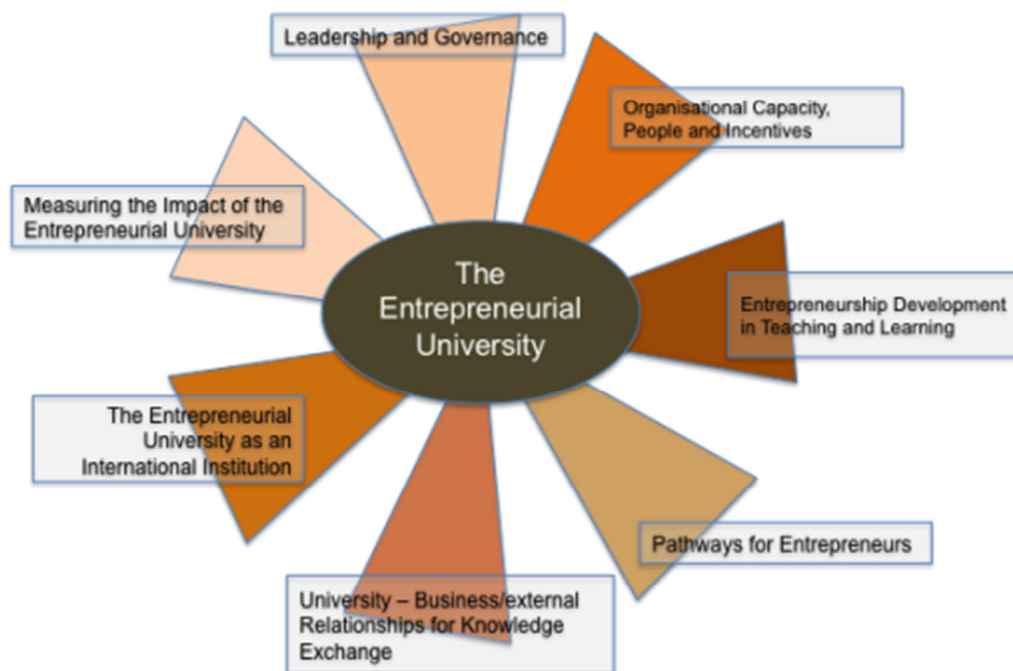 Leadership and Governance
Organisational Capacity,
People and Incentives
Entrepreneurship Development
in Teaching and Learning
Pathways for Entrepreneurs
University – Business/external
Relationships for Knowledge
Exchange
The Entrepreneurial
University as an
International Institution
Measuring the Impact of the
Entrepreneurial University
The
Entrepreneurial
University